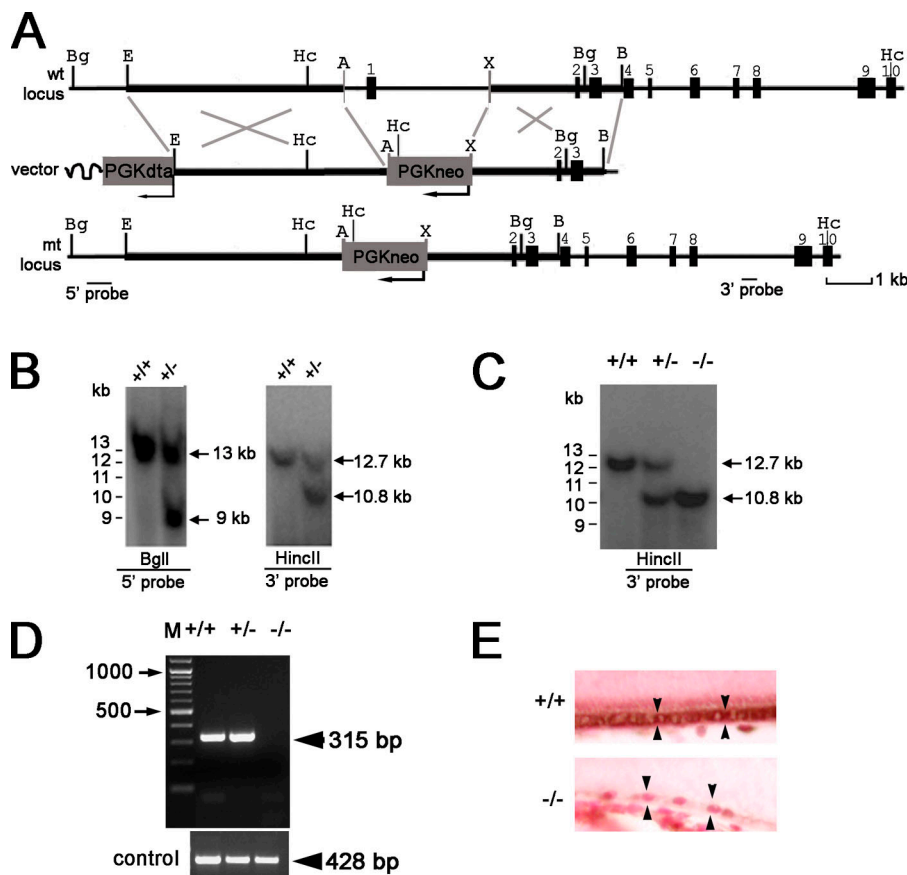 A
Bg E Hc A 1 X 2 Bg 3 B 4 5 6 7 8 9 Hc 10
wt locus
vector PGKdta E Hc A Hc PGKneo X 2 Bg 3 B
mt locus
Bg E Hc A Hc PGKneo X 2 Bg 3 B 4 5 6 7 8 9 Hc 10
5' probe 3' probe 1 kb
B
+/+ +/- +/+ +/-
kb
13
12
11
10
9
13 kb
9 kb
12.7 kb
10.8 kb
BglI
5' probe
HincII
3' probe
C
+/+ +/- -/-
kb
13
12
11
10
9
12.7 kb
10.8 kb
HincII
3' probe
D
M +/+ +/- -/-
1000
500
315 bp
control 428 bp
E
+/+
-/-